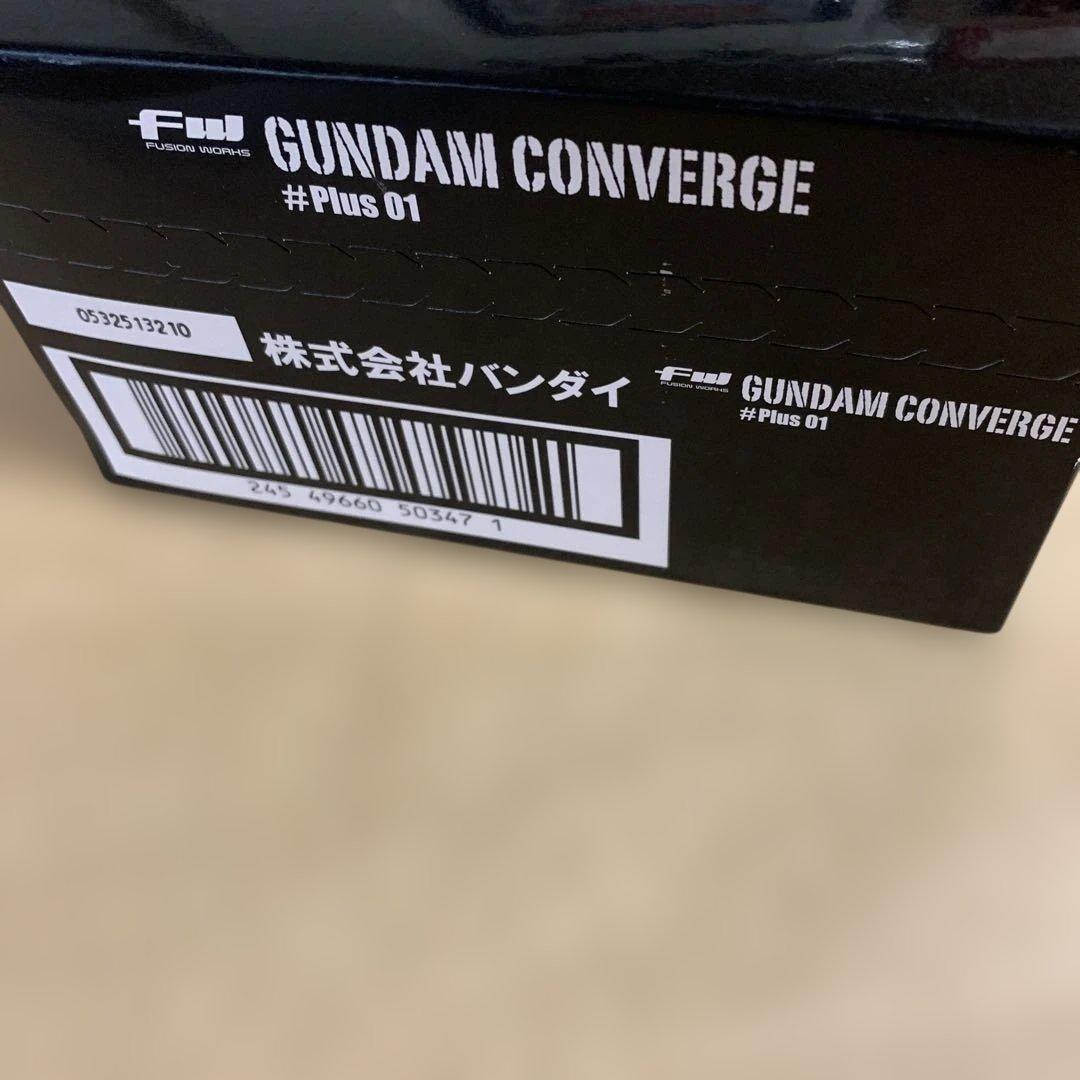 FW
FUSION WORKS
GUNDAM CONVERGE
#Plus 01
0532513210
株式会社バンダイ
FW
FUSION WORKS
GUNDAM CONVERGE
#Plus 01
245 49660 50347 1